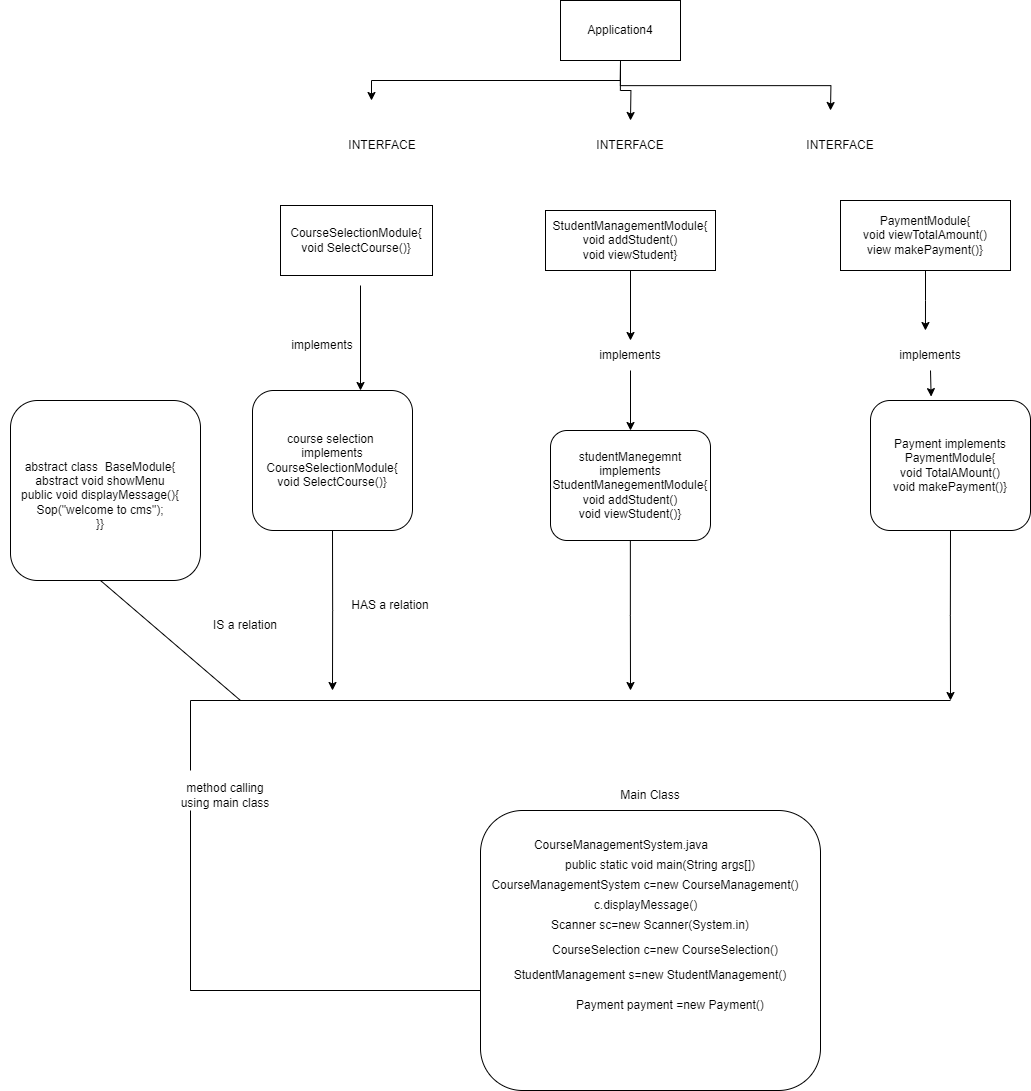 Application4
INTERFACE
INTERFACE
INTERFACE
CourseSelectionModule{
void SelectCourse()}
StudentManagementModule{
void addStudent()
void viewStudent}
PaymentModule{
void viewTotalAmount()
view makePayment()}
implements
implements
implements
abstract class BaseModule{
abstract void showMenu
public void displayMessage(){
Sop("welcome to cms");
}}
course selection
implements
CourseSelectionModule{
void SelectCourse()}
studentManegemnt
implements
StudentManegementModule{
void addStudent()
void viewStudent()}
Payment implements
PaymentModule{
void TotalAMount()
void makePayment()}
IS a relation
HAS a relation
method calling
using main class
Main Class
CourseManagementSystem.java
public static void main(String args[])
CourseManagementSystem c=new CourseManagement()
c.displayMessage()
Scanner sc=new Scanner(System.in)
CourseSelection c=new CourseSelection()
StudentManagement s=new StudentManagement()
Payment payment =new Payment()